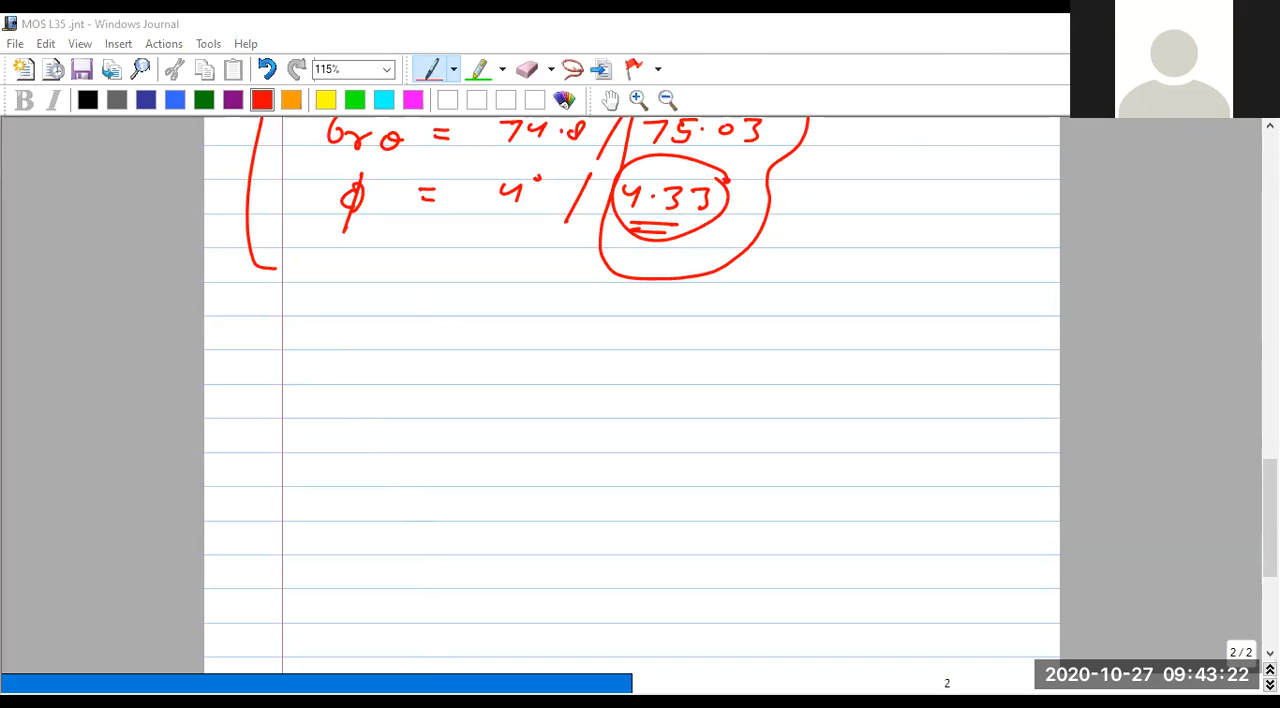 MOS L35 .jnt - Windows Journal
File Edit View Insert Actions Tools Help
115%
B I
σrθ = 74.8 / 75.03
φ = 4° / 4.33°
2 / 2
2020-10-27 09:43:22
2